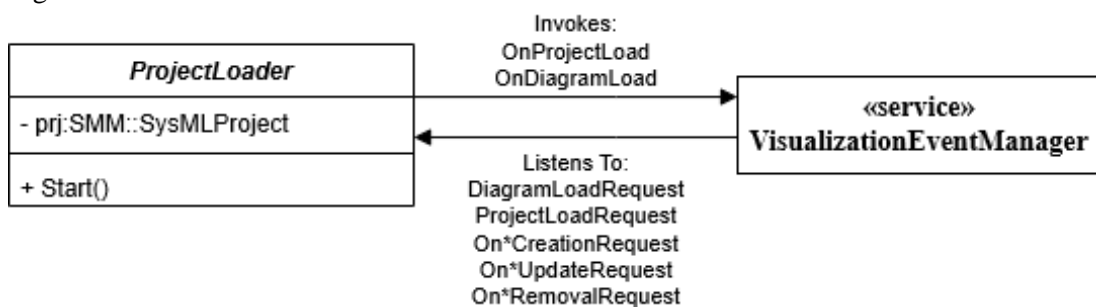 Invokes:
OnProjectLoad
OnDiagramLoad
ProjectLoader
- prj:SMM::SysMLProject
+ Start()
«service»
VisualizationEventManager
Listens To:
DiagramLoadRequest
ProjectLoadRequest
On*CreationRequest
On*UpdateRequest
On*RemovalRequest